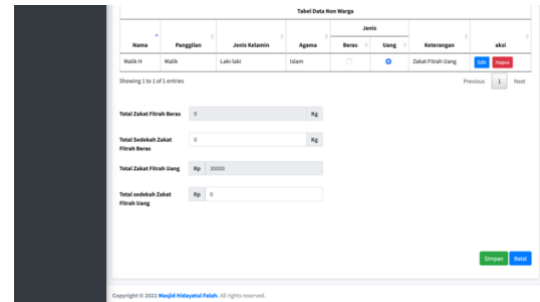 Tabel Data Non Warga
Jenis
Nama Panggilan Jenis Kelamin Agama Beras Uang Keterangan aksi
Malik H Malik Laki-laki Islam Zakat Fitrah Uang Edit Hapus
Showing 1 to 1 of 1 entries Previous 1 Next
Total Zakat Fitrah Beras 0 Kg
Total Sedekah Zakat Fitrah Beras 0 Kg
Total Zakat Fitrah Uang Rp 30000
Total sedekah Zakat Fitrah Uang Rp 0
Simpan Batal
Copyright © 2022 Masjid Hidayatul Falah. All rights reserved.